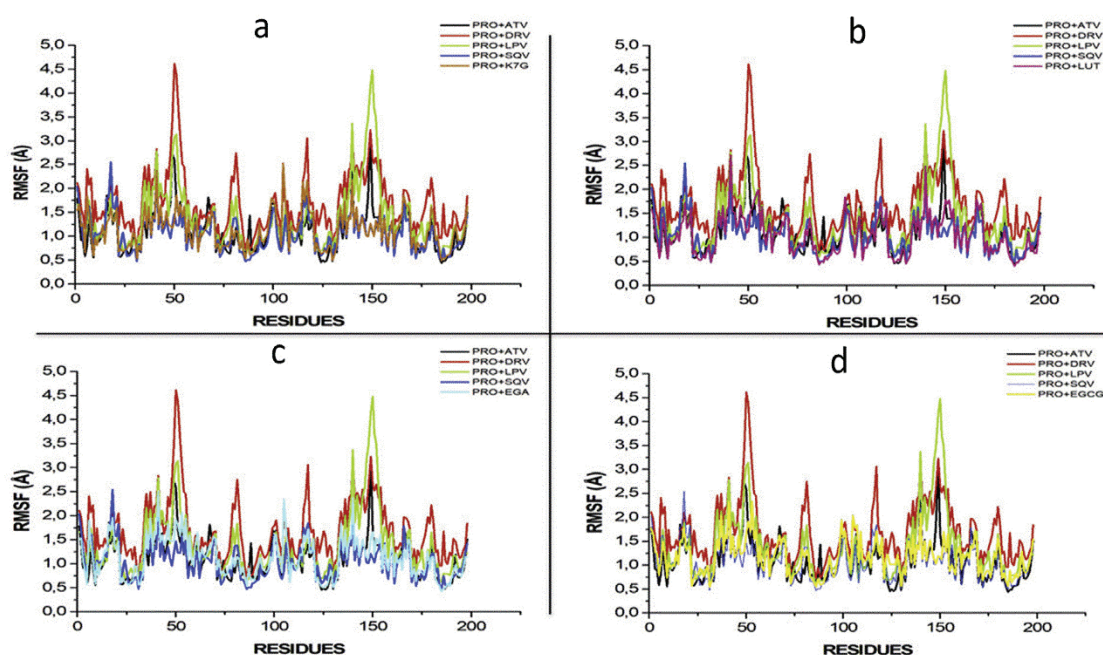 a
PRO+ATV
PRO+DRV
PRO+LPV
PRO+SQV
PRO+K7G
RMSF (Å)
5,0
4,5
4,0
3,5
3,0
2,5
2,0
1,5
1,0
0,5
0,0
0 50 100 150 200
RESIDUES
b
PRO+ATV
PRO+DRV
PRO+LPV
PRO+SQV
PRO+LUT
RMSF (Å)
5,0
4,5
4,0
3,5
3,0
2,5
2,0
1,5
1,0
0,5
0,0
0 50 100 150 200
RESIDUES
c
PRO+ATV
PRO+DRV
PRO+LPV
PRO+SQV
PRO+EGA
RMSF (Å)
5,0
4,5
4,0
3,5
3,0
2,5
2,0
1,5
1,0
0,5
0,0
0 50 100 150 200
RESIDUES
d
PRO+ATV
PRO+DRV
PRO+LPV
PRO+SQV
PRO+EGCG
RMSF (Å)
5,0
4,5
4,0
3,5
3,0
2,5
2,0
1,5
1,0
0,5
0,0
0 50 100 150 200
RESIDUES